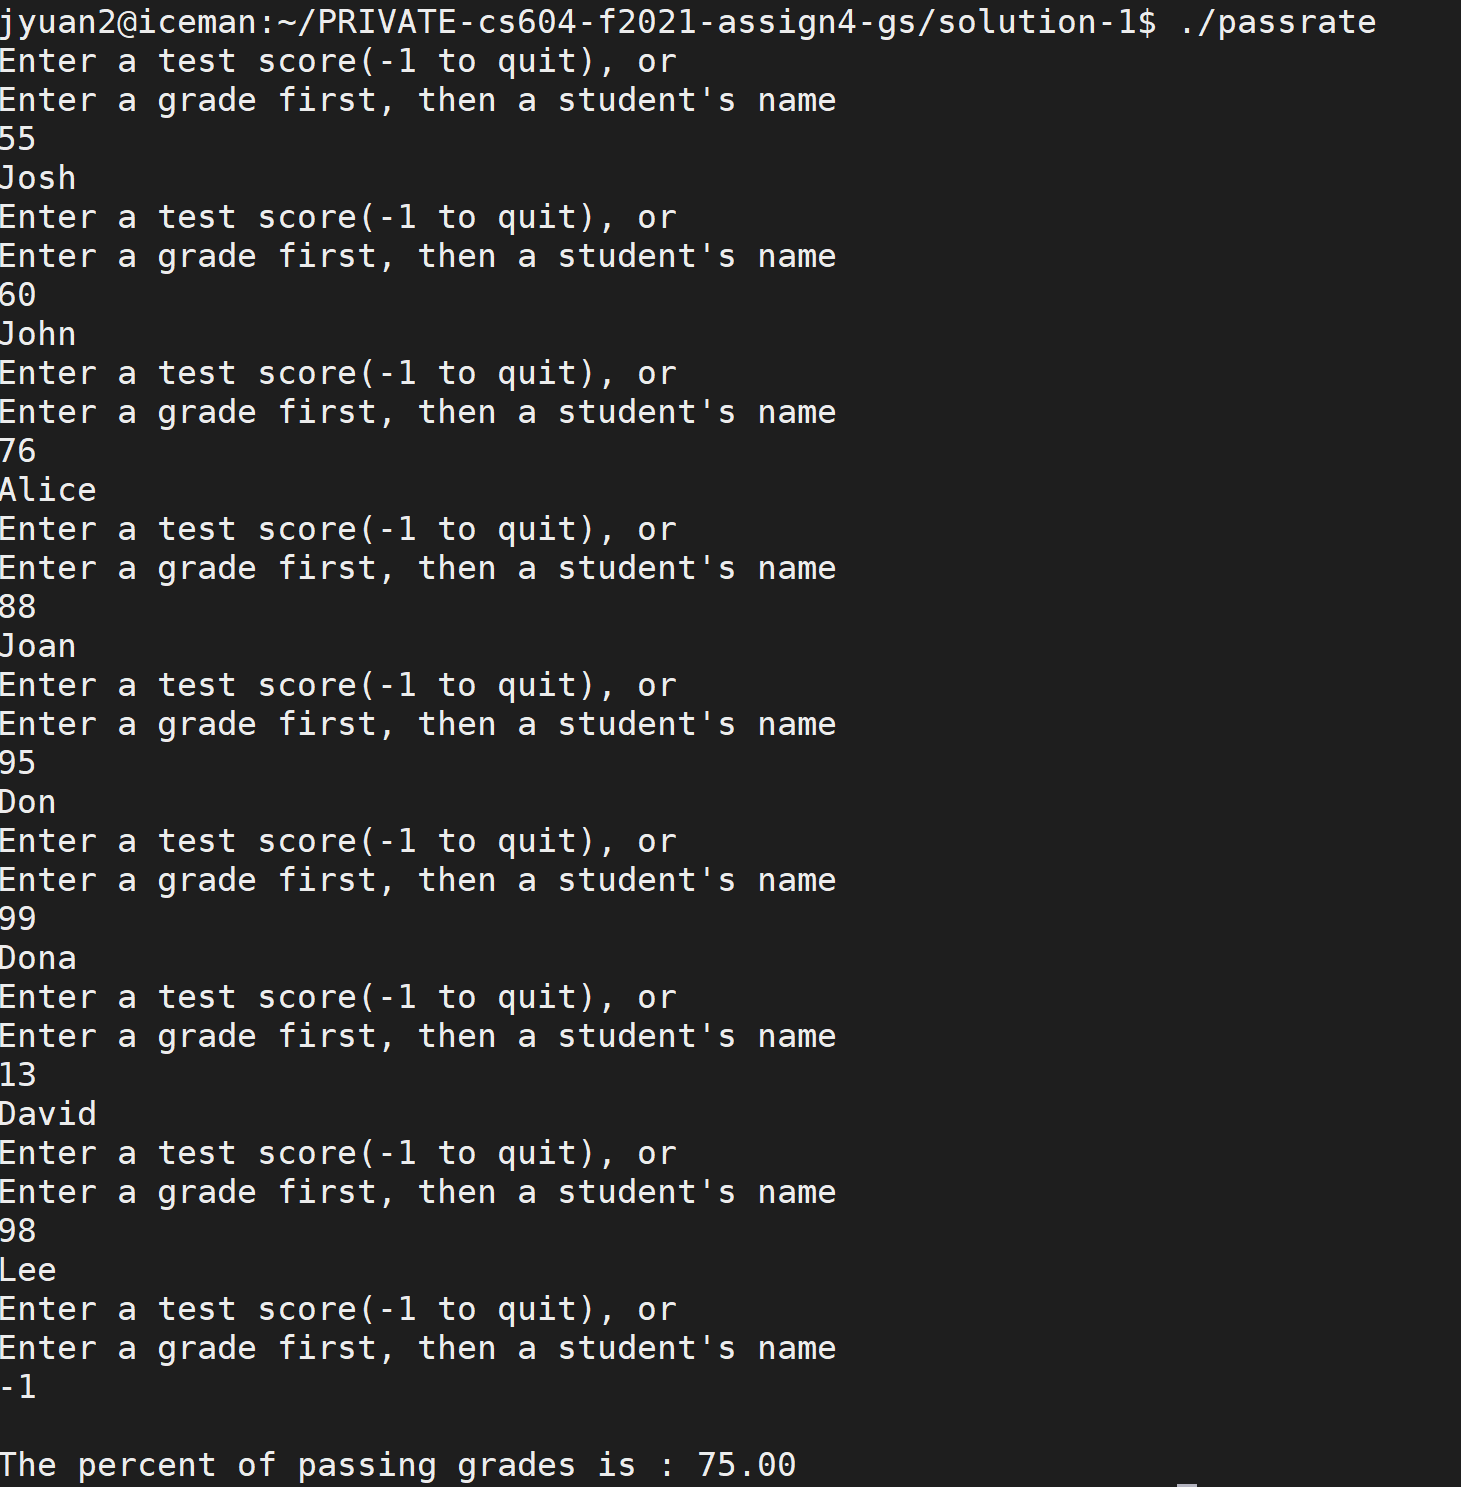 jyuan2@iceman:~/PRIVATE-cs604-f2021-assign4-gs/solution-1$ ./passrate
Enter a test score(-1 to quit), or
Enter a grade first, then a student's name
55
Josh
Enter a test score(-1 to quit), or
Enter a grade first, then a student's name
60
John
Enter a test score(-1 to quit), or
Enter a grade first, then a student's name
76
Alice
Enter a test score(-1 to quit), or
Enter a grade first, then a student's name
88
Joan
Enter a test score(-1 to quit), or
Enter a grade first, then a student's name
95
Don
Enter a test score(-1 to quit), or
Enter a grade first, then a student's name
99
Dona
Enter a test score(-1 to quit), or
Enter a grade first, then a student's name
13
David
Enter a test score(-1 to quit), or
Enter a grade first, then a student's name
98
Lee
Enter a test score(-1 to quit), or
Enter a grade first, then a student's name
-1
The percent of passing grades is : 75.00